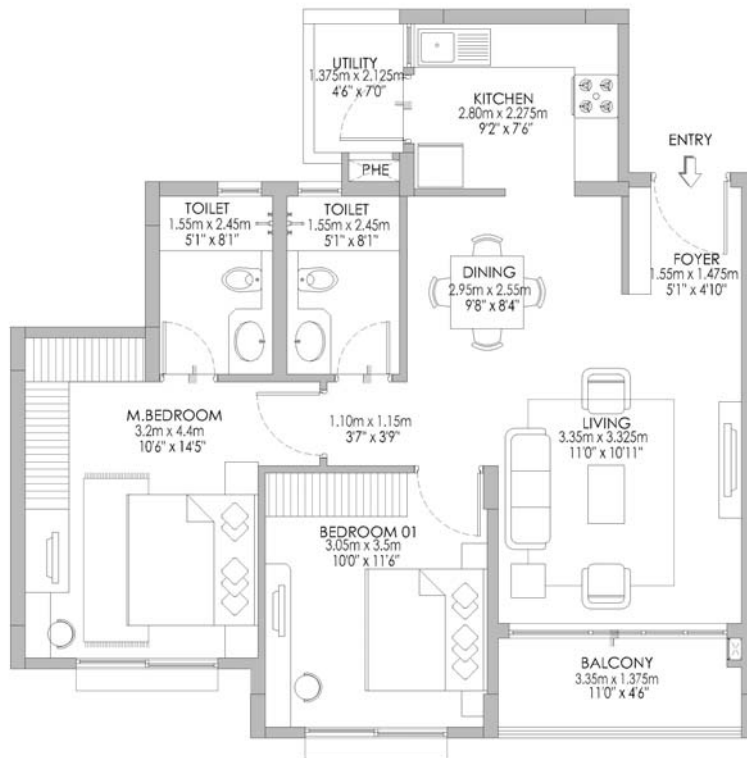 UTILITY
1.375m x 2.125m
4'6" x 7'0"
KITCHEN
2.80m x 2.275m
9'2" x 7'6"
ENTRY
PHE
TOILET
1.55m x 2.45m
5'1" x 8'1"
TOILET
1.55m x 2.45m
5'1" x 8'1"
DINING
2.95m x 2.55m
9'8" x 8'4"
FOYER
1.55m x 1.475m
5'1" x 4'10"
M.BEDROOM
3.2m x 4.4m
10'6" x 14'5"
1.10m x 1.15m
3'7" x 3'9"
LIVING
3.35m x 3.325m
11'0" x 10'11"
BEDROOM 01
3.05m x 3.5m
10'0" x 11'6"
BALCONY
3.35m x 1.375m
11'0" x 4'6"